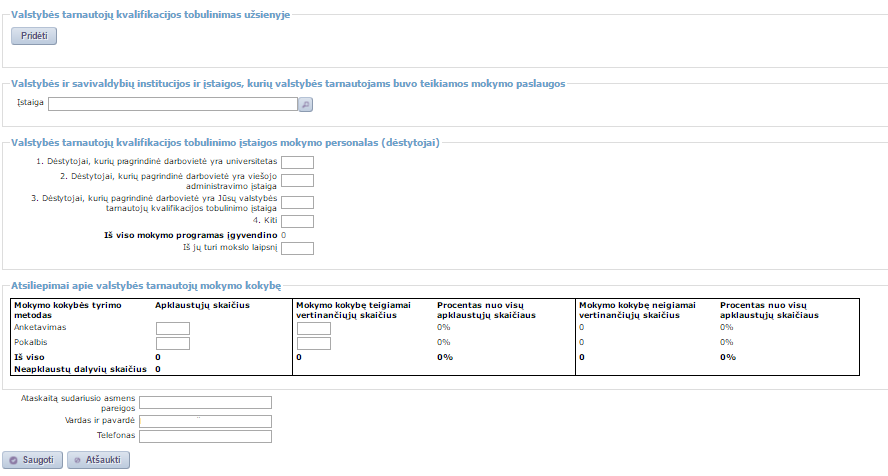 Valstybės tarnautojų kvalifikacijos tobulinimas užsienyje
Pridėti
Valstybės ir savivaldybių institucijos ir įstaigos, kurių valstybės tarnautojams buvo teikiamos mokymo paslaugos
Įstaiga
Valstybės tarnautojų kvalifikacijos tobulinimo įstaigos mokymo personalas (dėstytojai)
1. Dėstytojai, kurių pragrindinė darbovietė yra universitetas
2. Dėstytojai, kurių pagrindinė darbovietė yra viešojo
administravimo įstaiga
3. Dėstytojai, kurių pagrindinė darbovietė yra Jūsų valstybės
tarnautojų kvalifikacijos tobulinimo įstaiga
4. Kiti
Iš viso mokymo programas įgyvendino 0
Iš jų turi mokslo laipsnį
Atsiliepimai apie valstybės tarnautojų mokymo kokybę
Mokymo kokybės tyrimo Apklaustųjų skaičius Mokymo kokybę teigiamai Procentas nuo visų Mokymo kokybę neigiamai Procentas nuo visų
metodas vertinančiųjų skaičius apklaustųjų skaičiaus vertinančiųjų skaičius apklaustųjų skaičiaus
Anketavimas 0% 0 0%
Pokalbis 0% 0 0%
Iš viso 0 0 0% 0 0%
Neapklaustų dalyvių skaičius 0
Ataskaitą sudariusio asmens
pareigos
Vardas ir pavardė
Telefonas
Saugoti Atšaukti